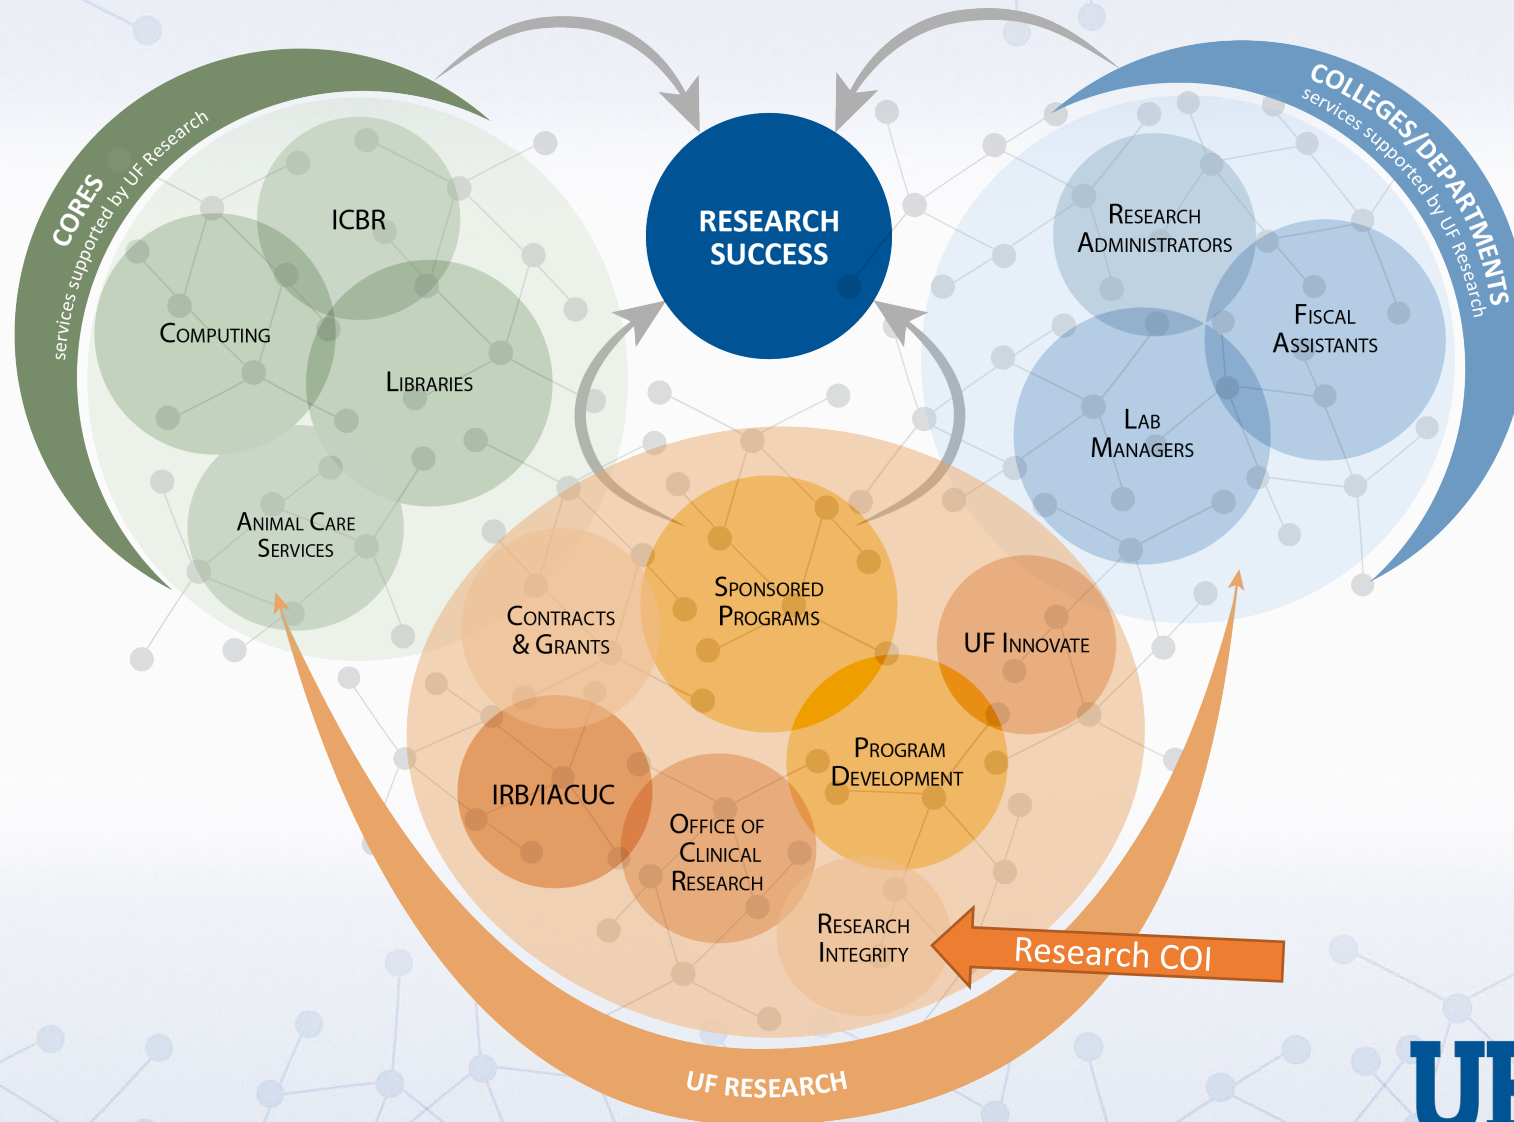 CORES
services supported by UF Research
ICBR
COMPUTING
LIBRARIES
ANIMAL CARE
SERVICES
RESEARCH
SUCCESS
COLLEGES/DEPARTMENTS
services supported by UF Research
RESEARCH
ADMINISTRATORS
FISCAL
ASSISTANTS
LAB
MANAGERS
CONTRACTS
& GRANTS
SPONSORED
PROGRAMS
UF INNOVATE
IRB/IACUC
OFFICE OF
CLINICAL
RESEARCH
PROGRAM
DEVELOPMENT
RESEARCH
INTEGRITY
Research COI
UF RESEARCH
UF